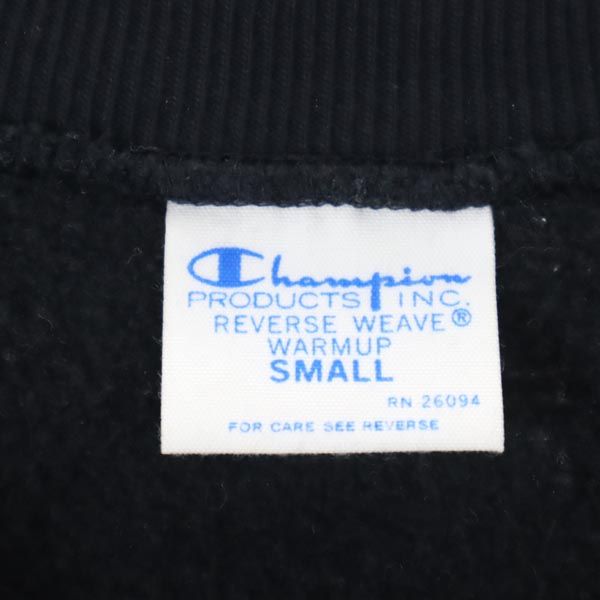 Champion
PRODUCTS INC.
REVERSE WEAVE®
WARMUP
SMALL
RN 26094
FOR CARE SEE REVERSE